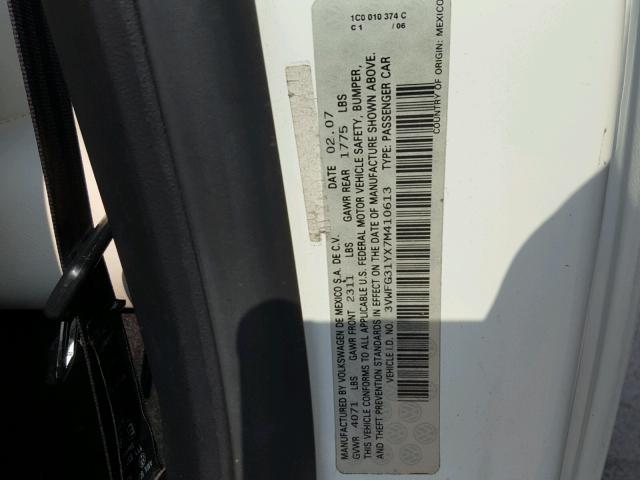 1C0 010 374 C
C 1 / 06
MANUFACTURED BY VOLKSWAGEN DE MEXICO S.A. DE C.V. DATE 02.07
GVWR 4071 LBS GAWR FRONT 2311 LBS GAWR REAR 1775 LBS
THIS VEHICLE CONFORMS TO ALL APPLICABLE U.S. FEDERAL MOTOR VEHICLE SAFETY, BUMPER,
AND THEFT PREVENTION STANDARDS IN EFFECT ON THE DATE OF MANUFACTURE SHOWN ABOVE.
VEHICLE I.D. NO. 3VWFG31YX7M410613 TYPE: PASSENGER CAR
COUNTRY OF ORIGIN: MEXICO